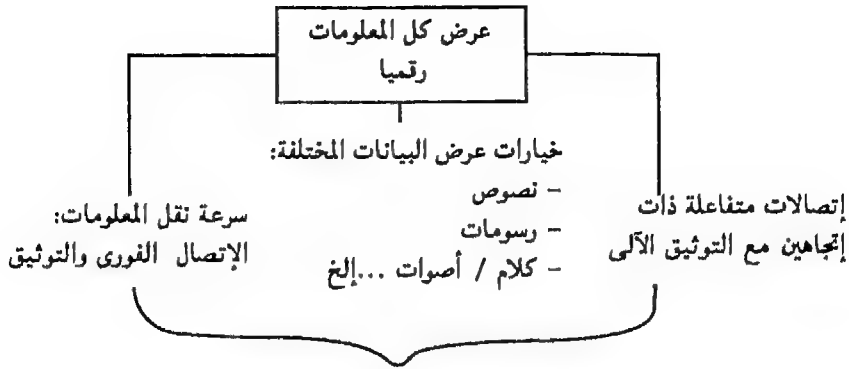 عرض كل المعلومات
رقميا
خيارات عرض البيانات المختلفة:
– نصوص
– رسومات
– كلام / أصوات ...إلخ
إتصالات متفاعلة ذات
إتجاهين مع التوثيق الآلى
سرعة نقل المعلومات:
الإتصال الفورى والتوثيق